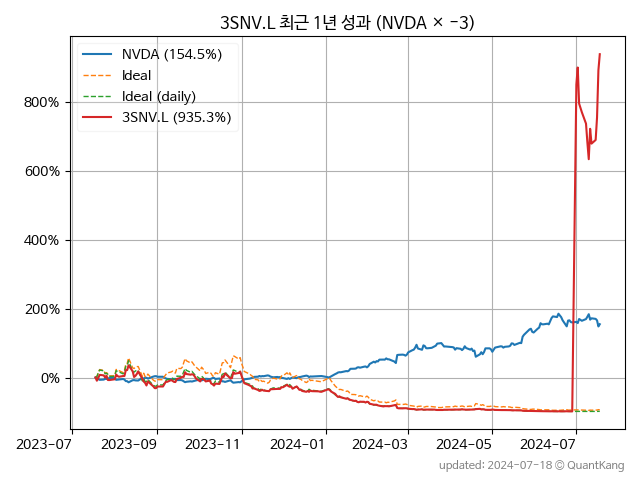 3SNV.L 최근 1년 성과 (NVDA × −3)
NVDA (154.5%)
Ideal
Ideal (daily)
3SNV.L (935.3%)
800%
600%
400%
200%
0%
2023−07 2023−09 2023−11 2024−01 2024−03 2024−05 2024−07
updated: 2024-07-18 © QuantKang